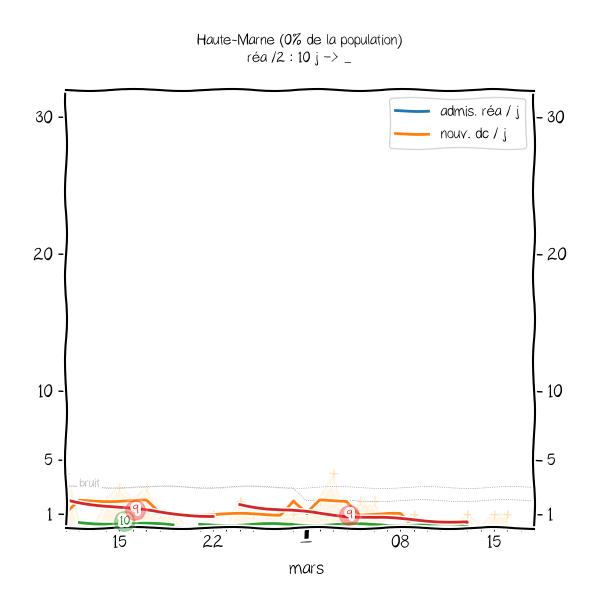 Haute-Marne (0% de la population)
réa /2 : 10 j -> _
admis. réa / j
nouv. dc / j
30 30
20 20
10 10
5 5
bruit
1 1
9 9
10
15 22 1 08 15
mars